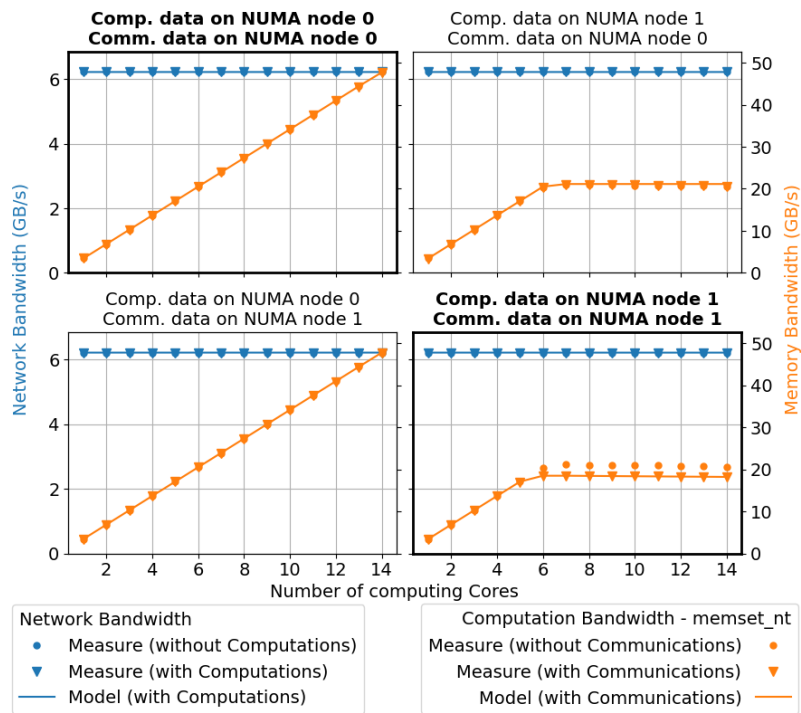 Comp. data on NUMA node 0
Comm. data on NUMA node 0
Comp. data on NUMA node 1
Comm. data on NUMA node 0
6
4
2
0
50
40
30
20
10
0
Comp. data on NUMA node 0
Comm. data on NUMA node 1
Comp. data on NUMA node 1
Comm. data on NUMA node 1
6
4
2
0
50
40
30
20
10
0
2 4 6 8 10 12 14
2 4 6 8 10 12 14
Network Bandwidth (GB/s)
Memory Bandwidth (GB/s)
Number of computing Cores
Network Bandwidth
Measure (without Computations)
Measure (with Computations)
Model (with Computations)
Computation Bandwidth - memset_nt
Measure (without Communications)
Measure (with Communications)
Model (with Communications)